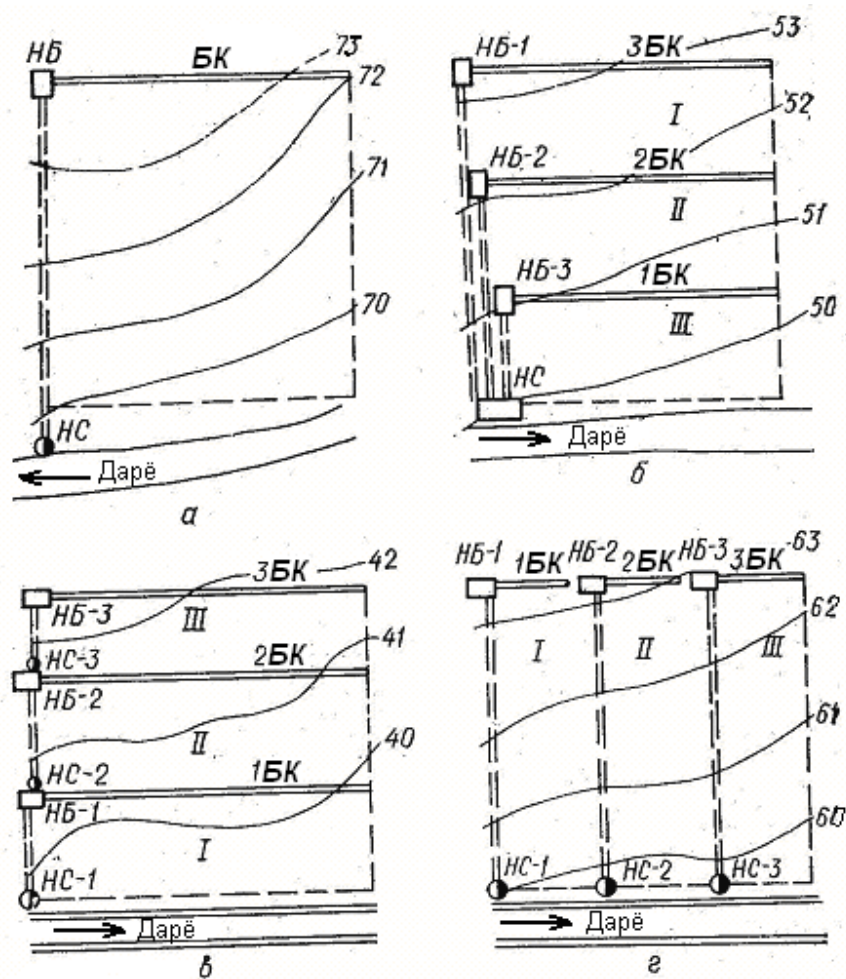 НБ
БК
73
72
71
70
НС
Дарё
а
НБ-1
3БК
53
I
52
НБ-2
2БК
II
51
НБ-3
1БК
50
III
НС
Дарё
б
3БК
42
НБ-3
III
41
НС-3
2БК
НБ-2
II
40
НС-2
1БК
НБ-1
I
НС-1
Дарё
в
НБ-1
1БК
НБ-2
2БК
НБ-3
3БК
63
62
I
II
III
61
60
НС-1
НС-2
НС-3
Дарё
г